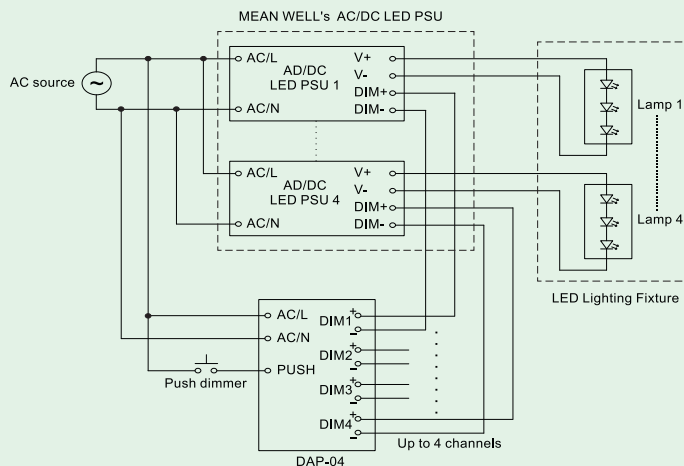 MEAN WELL's AC/DC LED PSU
AC source
~
AC/L
AD/DC
LED PSU 1
AC/N
V+
V-
DIM+
DIM-
AC/L
AD/DC
LED PSU 4
AC/N
V+
V-
DIM+
DIM-
Lamp 1
Lamp 4
LED Lighting Fixture
AC/L
AC/N
PUSH
Push dimmer
DIM1 + -
DIM2 + -
DIM3 + -
DIM4 + -
Up to 4 channels
DAP-04